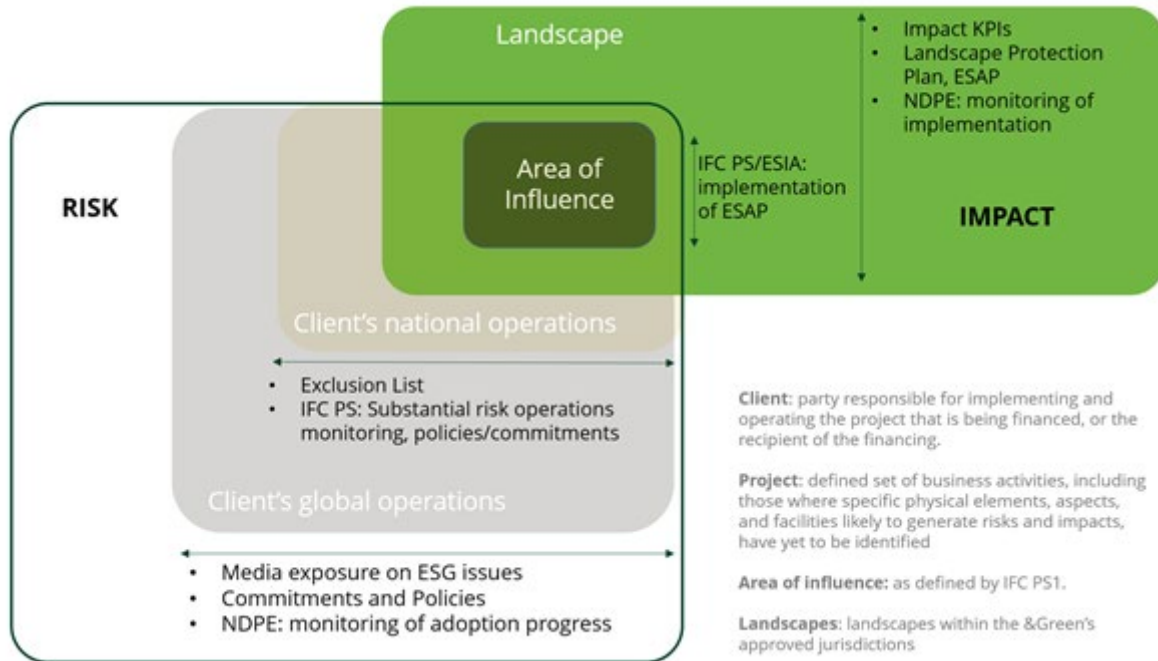 Landscape
• Impact KPIs
• Landscape Protection
Plan, ESAP
• NDPE: monitoring of
implementation
Area of
Influence
IFC PS/ESIA:
implementation
of ESAP
RISK
IMPACT
Client's national operations
• Exclusion List
• IFC PS: Substantial risk operations
monitoring, policies/commitments
Client's global operations
• Media exposure on ESG issues
• Commitments and Policies
• NDPE: monitoring of adoption progress
Client: party responsible for implementing and
operating the project that is being financed, or the
recipient of the financing.
Project: defined set of business activities, including
those where specific physical elements, aspects,
and facilities likely to generate risks and impacts,
have yet to be identified
Area of influence: as defined by IFC PS1.
Landscapes: landscapes within the &Green's
approved jurisdictions